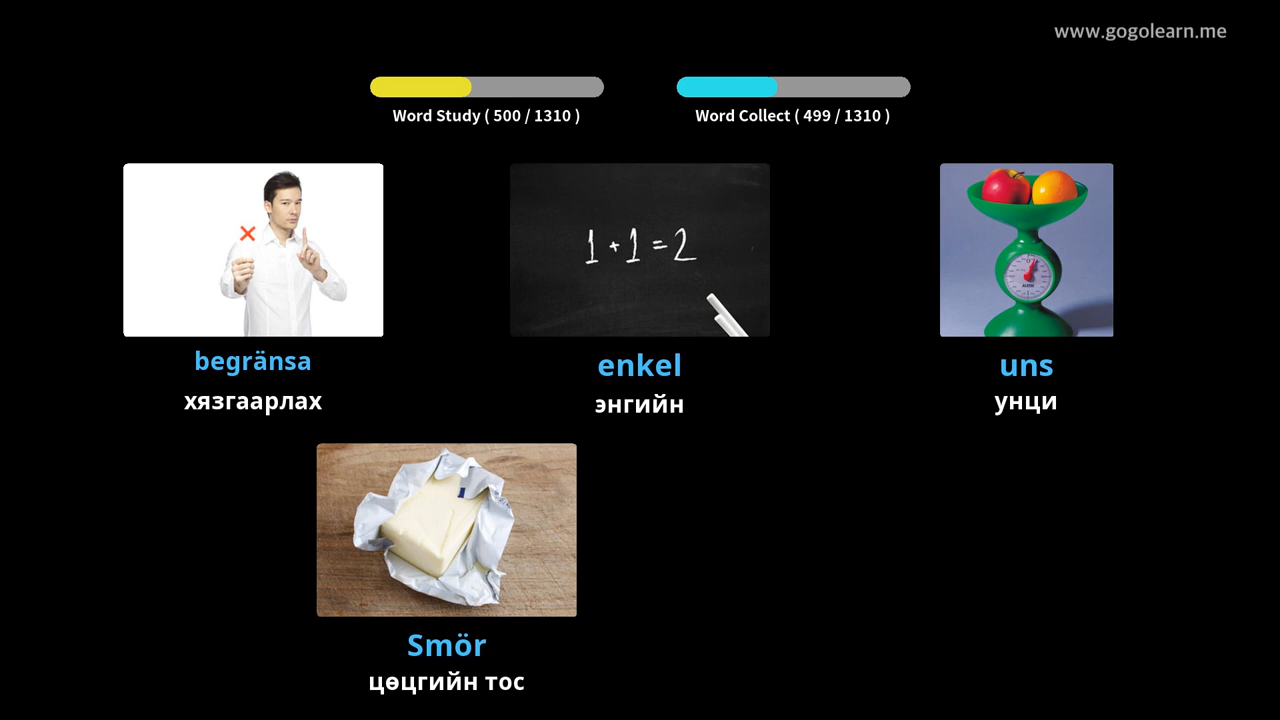 www.gogolearn.me
Word Study ( 500 / 1310 )
Word Collect ( 499 / 1310 )
1 + 1 = 2
begränsa
хязгаарлах
enkel
энгийн
uns
унци
Smör
цөцгийн тос